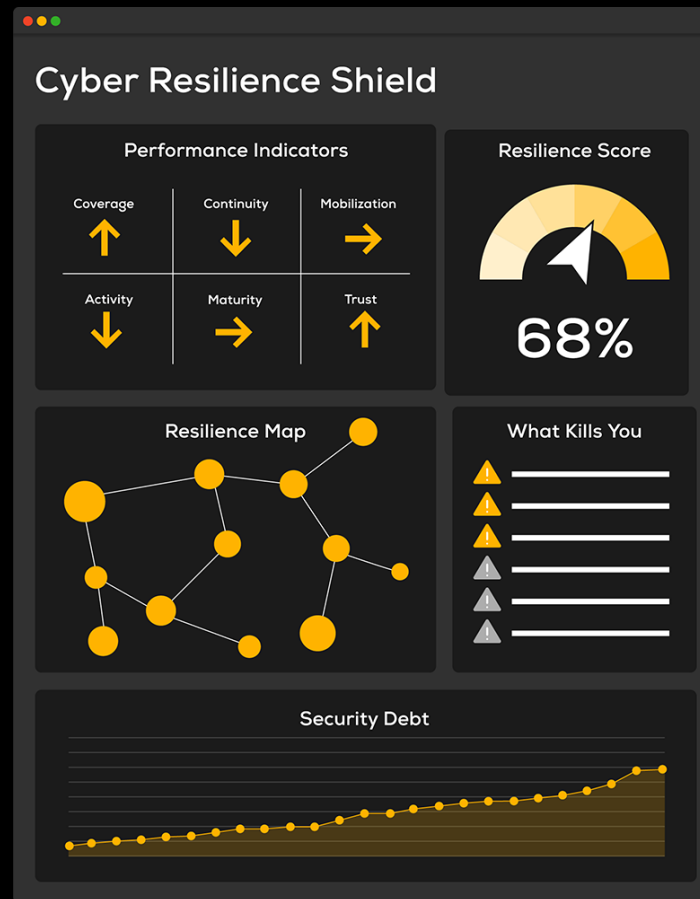 Cyber Resilience Shield
Performance Indicators
Coverage
Continuity
Mobilization
Activity
Maturity
Trust
Resilience Score
68%
Resilience Map
What Kills You
Security Debt